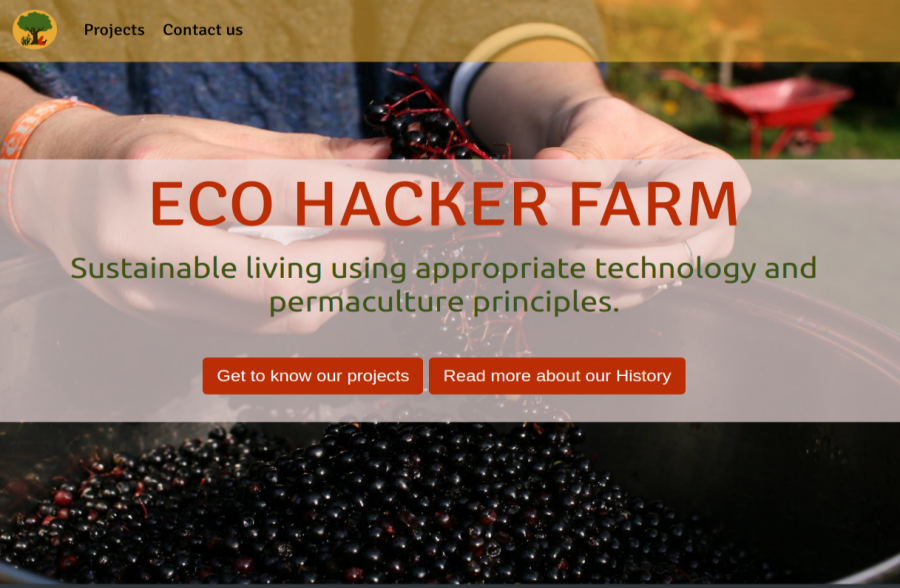 Projects Contact us
ECO HACKER FARM
Sustainable living using appropriate technology and
permaculture principles.
Get to know our projects Read more about our History